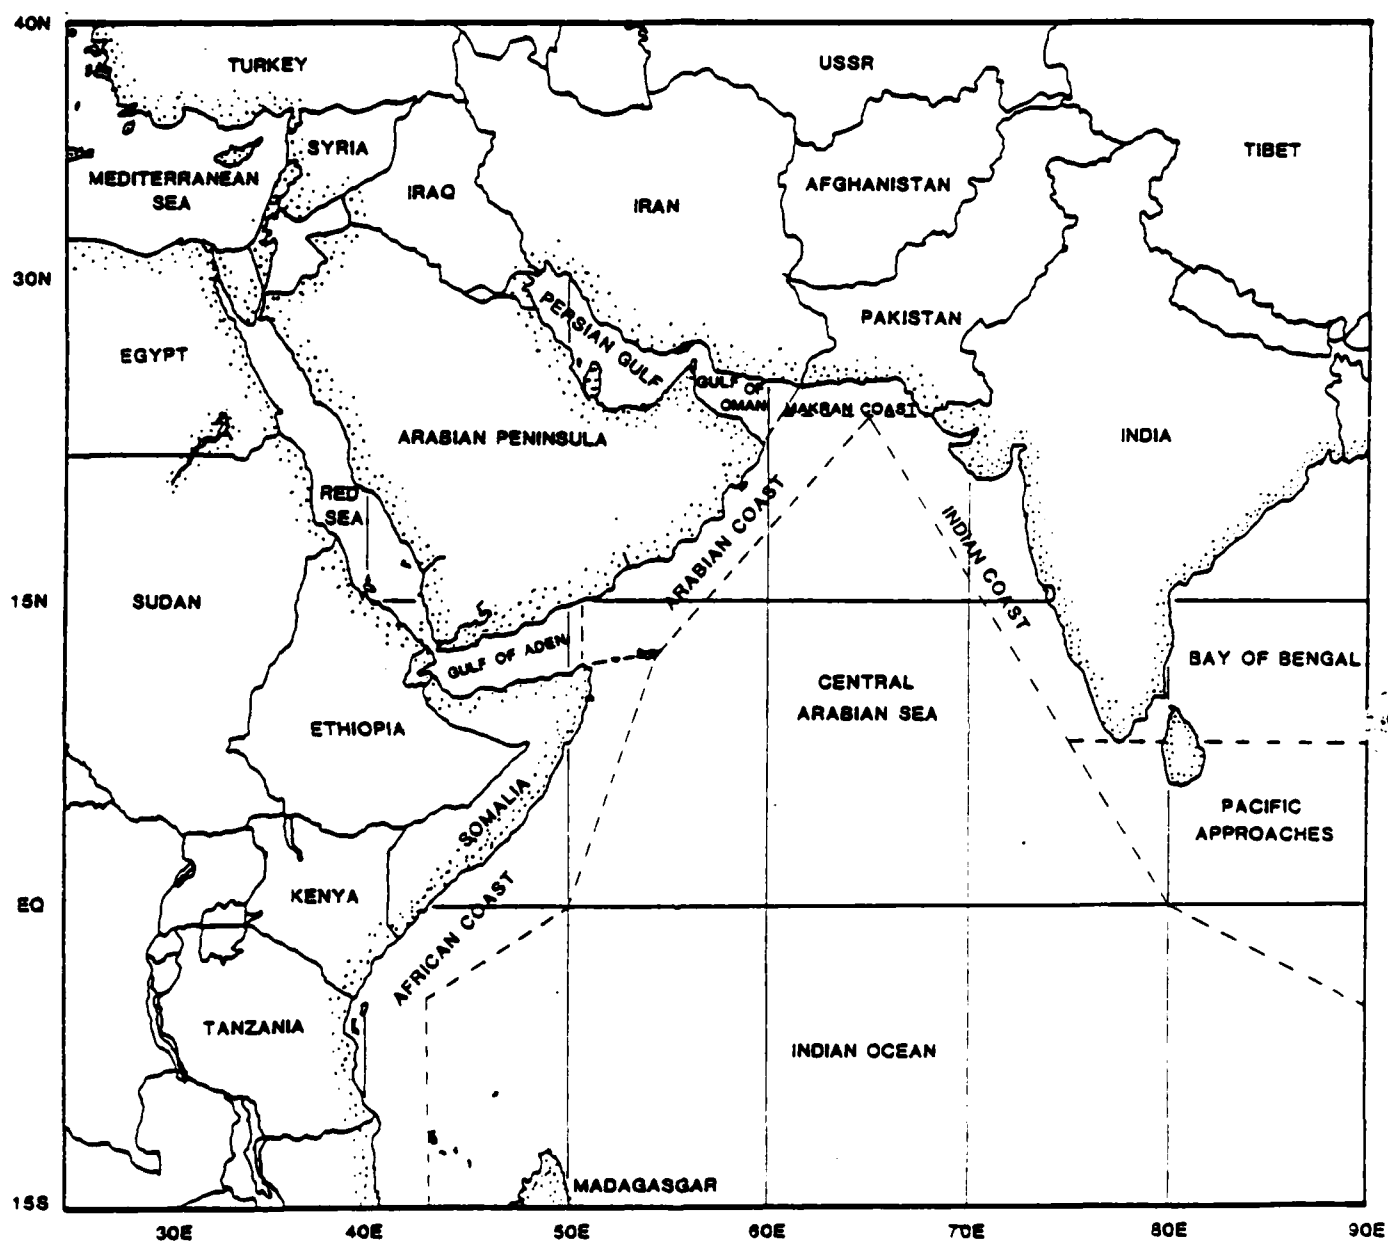 40N
TURKEY
USSR
SYRIA
TIBET
MEDITERRANEAN
SEA
IRAQ
IRAN
AFGHANISTAN
30N
PERSIAN GULF
PAKISTAN
EGYPT
GULF OF
OMAN
MAKRAN COAST
ARABIAN PENINSULA
INDIA
RED
SEA
ARABIAN COAST
INDIAN COAST
SUDAN
15N
GULF OF ADEN
BAY OF BENGAL
CENTRAL
ARABIAN SEA
ETHIOPIA
SOMALIA
PACIFIC
APPROACHES
KENYA
EQ
AFRICAN COAST
TANZANIA
INDIAN OCEAN
MADAGASGAR
15S
30E
40E
50E
60E
70E
80E
90E